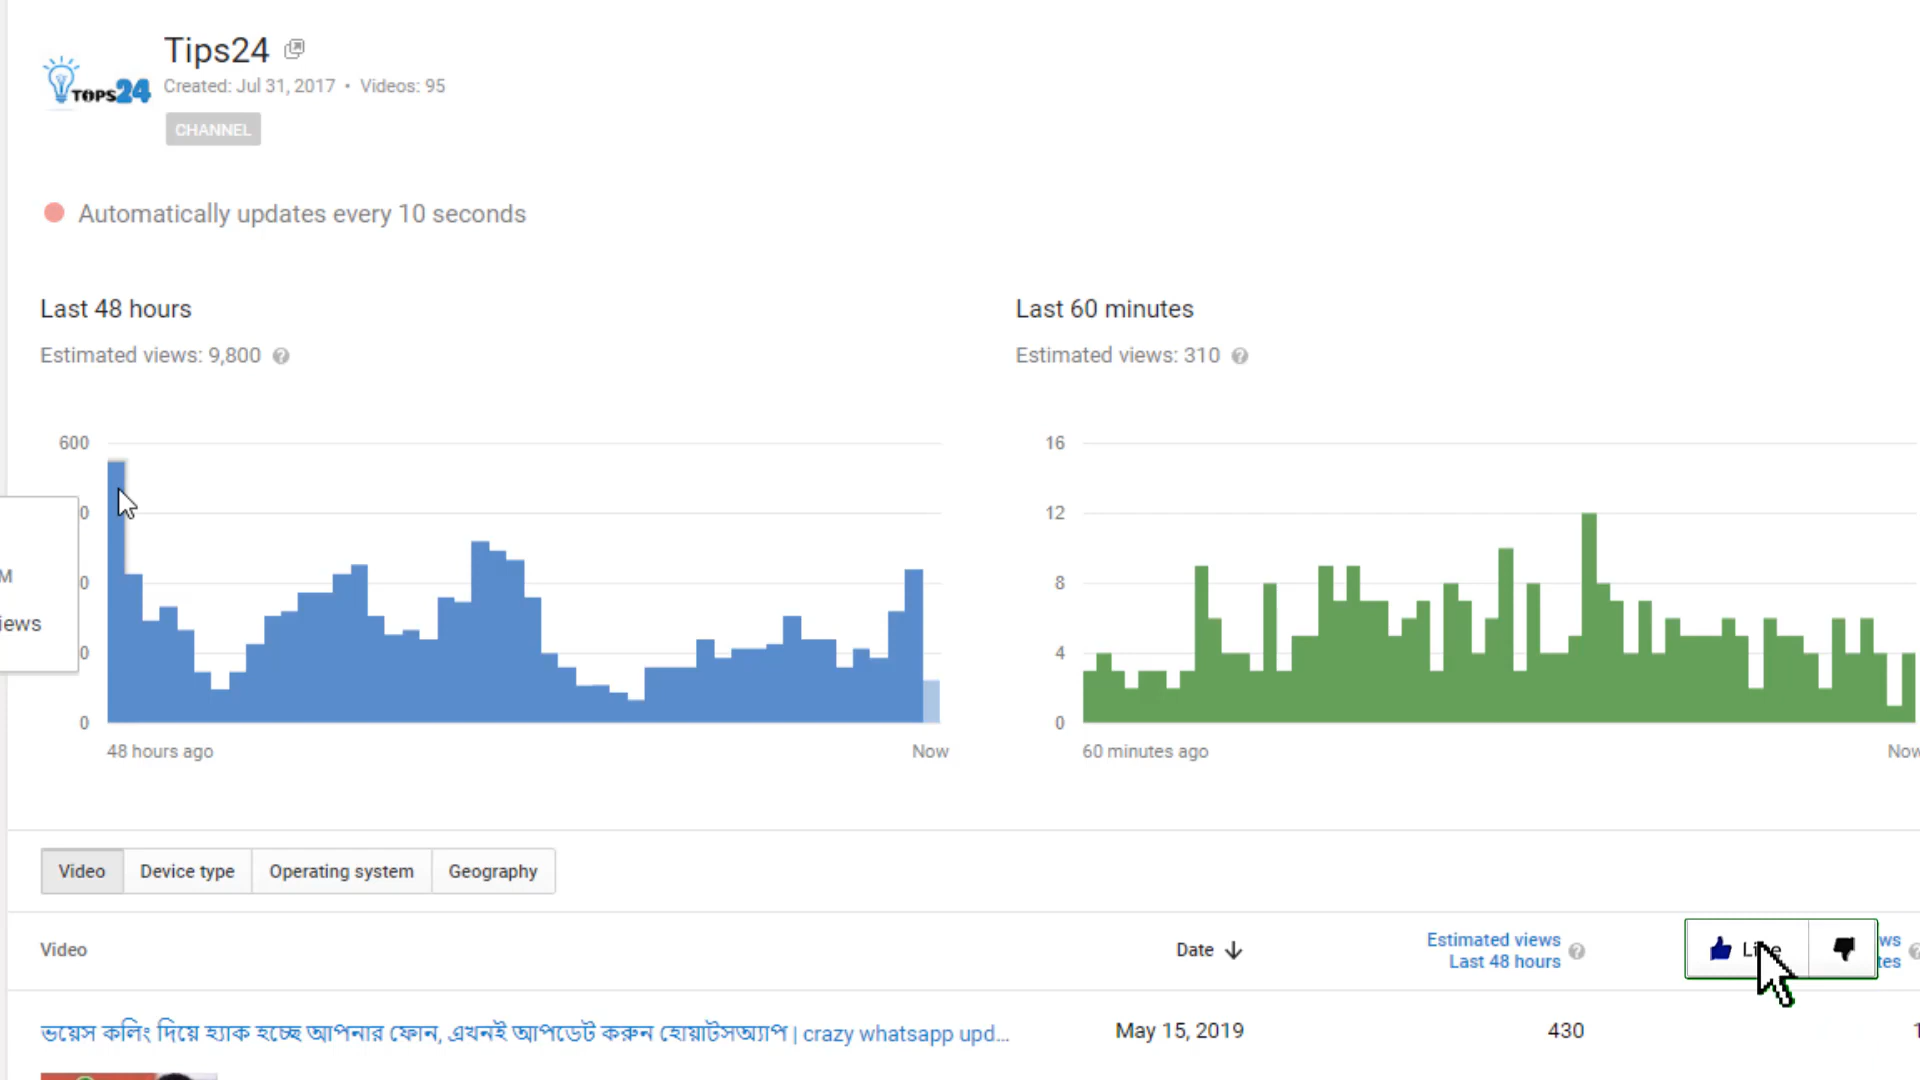 Tips24
TOPS24
Created: Jul 31, 2017 • Videos: 95
CHANNEL
Automatically updates every 10 seconds
Last 48 hours
Estimated views: 9,800
600
0
0
0
0
48 hours ago
Now
M
iews
Last 60 minutes
Estimated views: 310
16
12
8
4
0
60 minutes ago
Now
Video
Device type
Operating system
Geography
Video
Date
Estimated views
Last 48 hours
ভয়েস কলিং দিয়ে হ্যাক হচ্ছে আপনার ফোন, এখনই আপডেট করুন হোয়াটসঅ্যাপ | crazy whatsapp upd...
May 15, 2019
430